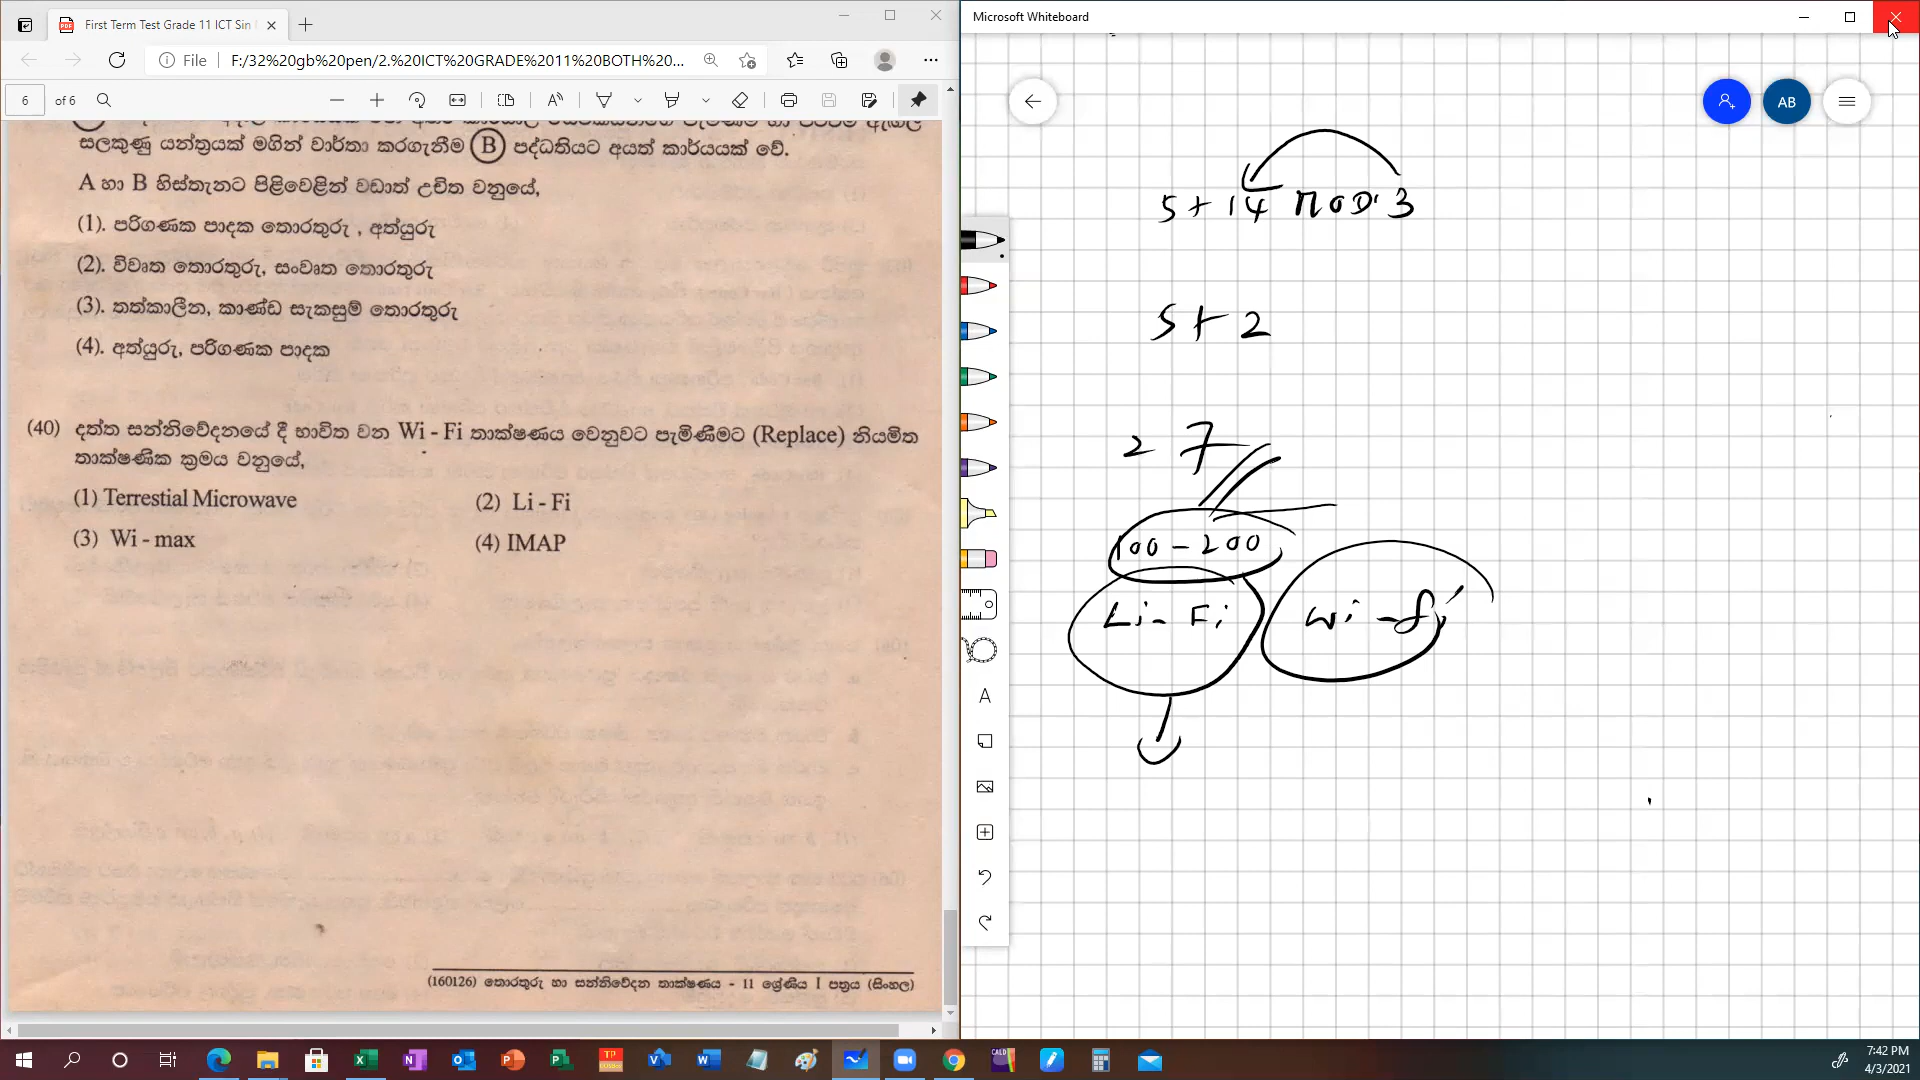 First Term Test Grade 11 ICT Sin
Microsoft Whiteboard
File
F:/32%20gb%20pen/2.%20ICT%20GRADE%2011%20BOTH%20...
6 of 6
AB
සලකුණු යන්ත්‍රයක් මගින් වාර්තා කරගැනීම (B) පද්ධතියට අයත් කාර්යයක් වේ.
A හා B හිස්තැනට පිළිවෙළින් වඩාත් උචිත වනුයේ,
(1). පරිගණක පාදක තොරතුරු , අත්යුරු
(2). විවෘත තොරතුරු, සංවෘත තොරතුරු
(3). තත්කාලීන, කාණ්ඩ සැකසුම් තොරතුරු
(4). අත්යුරු, පරිගණක පාදක
(40) දත්ත සන්නිවේදනයේ දී භාවිත වන Wi - Fi තාක්ෂණය වෙනුවට පැමිණීමට (Replace) නියමිත
තාක්ෂණික ක්‍රමය වනුයේ,
(1) Terrestial Microwave
(2) Li - Fi
(3) Wi - max
(4) IMAP
(160126) තොරතුරු හා සන්නිවේදන තාක්ෂණය - 11 ශ්‍රේණිය I පත්‍රය (සිංහල)
5 + 14 MOD 3
5 + 2
2 7
100 - 200
Li - Fi
Wi - fi
7:42 PM
4/3/2021